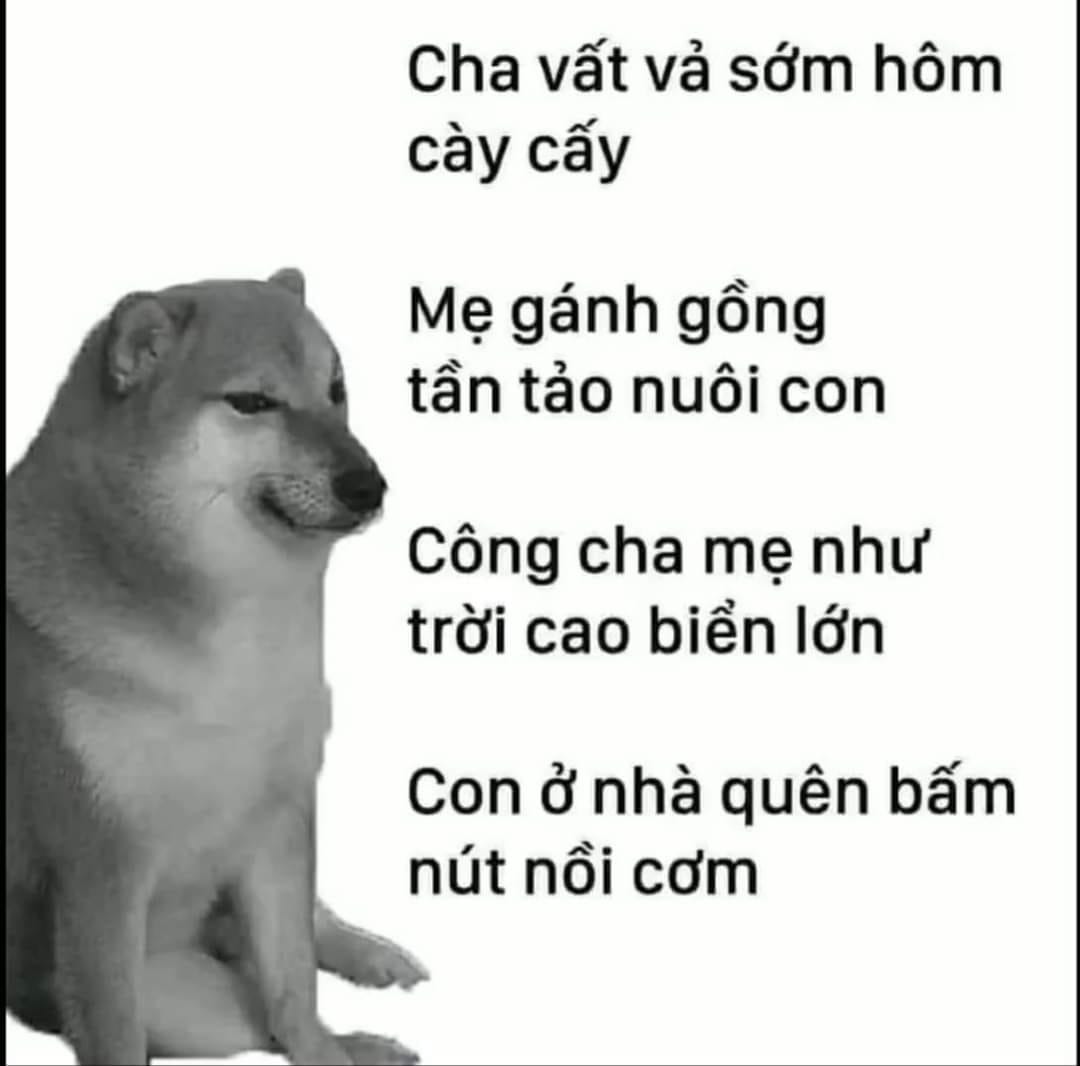 Cha vất vả sớm hôm
cày cấy
Mẹ gánh gồng
tần tảo nuôi con
Công cha mẹ như
trời cao biển lớn
Con ở nhà quên bấm
nút nồi cơm